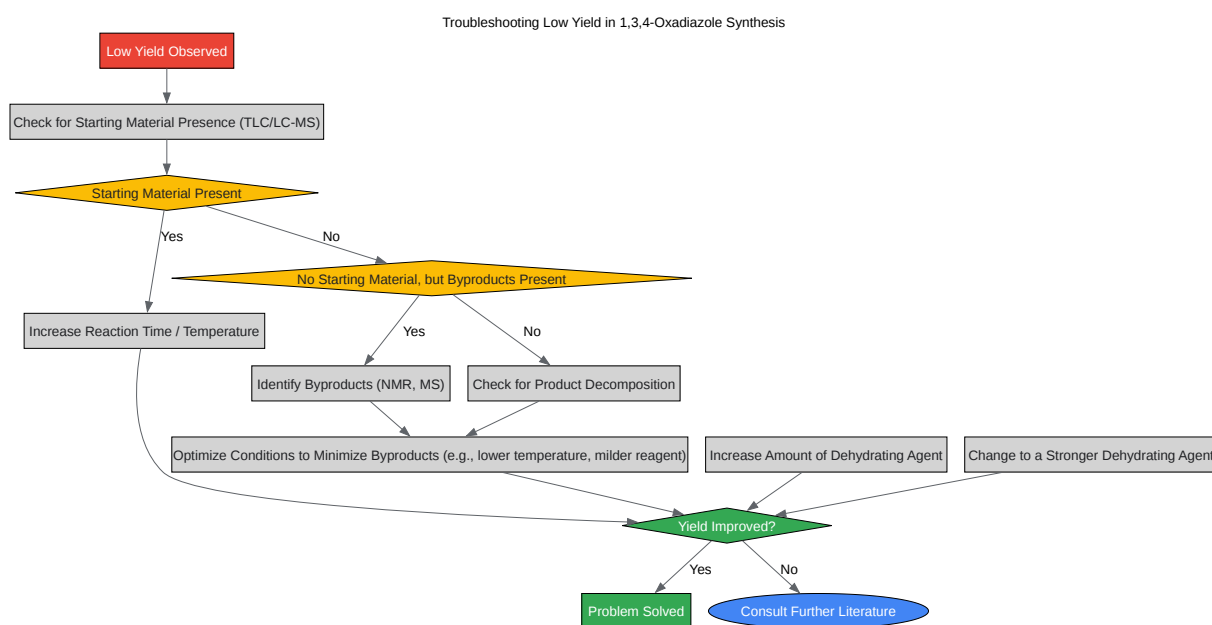 Troubleshooting Low Yield in 1,3,4-Oxadiazole Synthesis
Low Yield Observed
Check for Starting Material Presence (TLC/LC-MS)
Starting Material Present
Yes
No
No Starting Material, but Byproducts Present
Increase Reaction Time / Temperature
Yes
No
Identify Byproducts (NMR, MS)
Check for Product Decomposition
Optimize Conditions to Minimize Byproducts (e.g., lower temperature, milder reagent)
Increase Amount of Dehydrating Agent
Change to a Stronger Dehydrating Agent
Yield Improved?
Yes
No
Problem Solved
Consult Further Literature